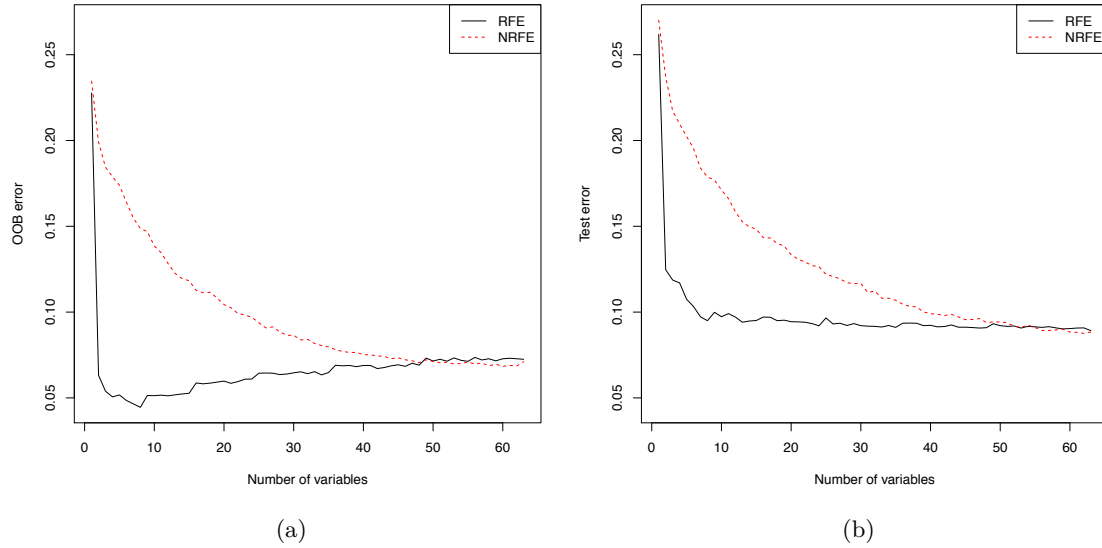 RFE
NRFE
0.25
0.20
0.15
0.10
0.05
OOB error
0 10 20 30 40 50 60
Number of variables
(a)
RFE
NRFE
0.25
0.20
0.15
0.10
0.05
Test error
0 10 20 30 40 50 60
Number of variables
(b)